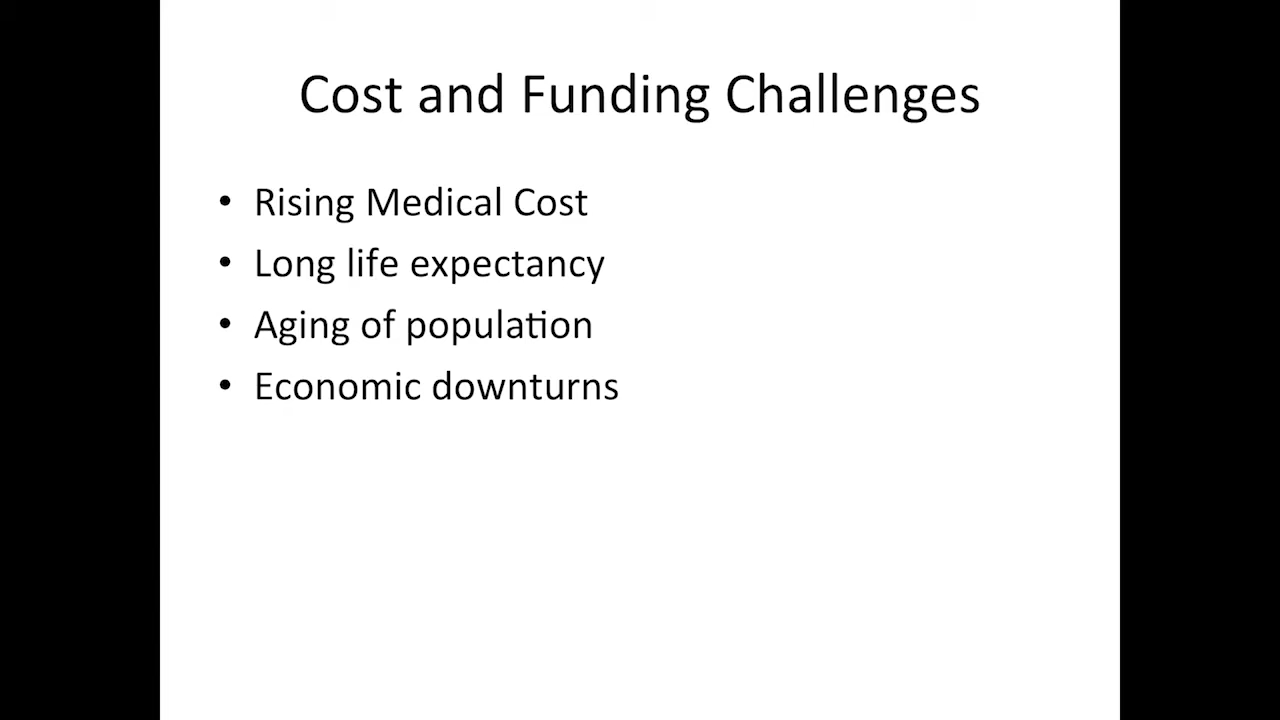 Cost and Funding Challenges
• Rising Medical Cost
• Long life expectancy
• Aging of population
• Economic downturns